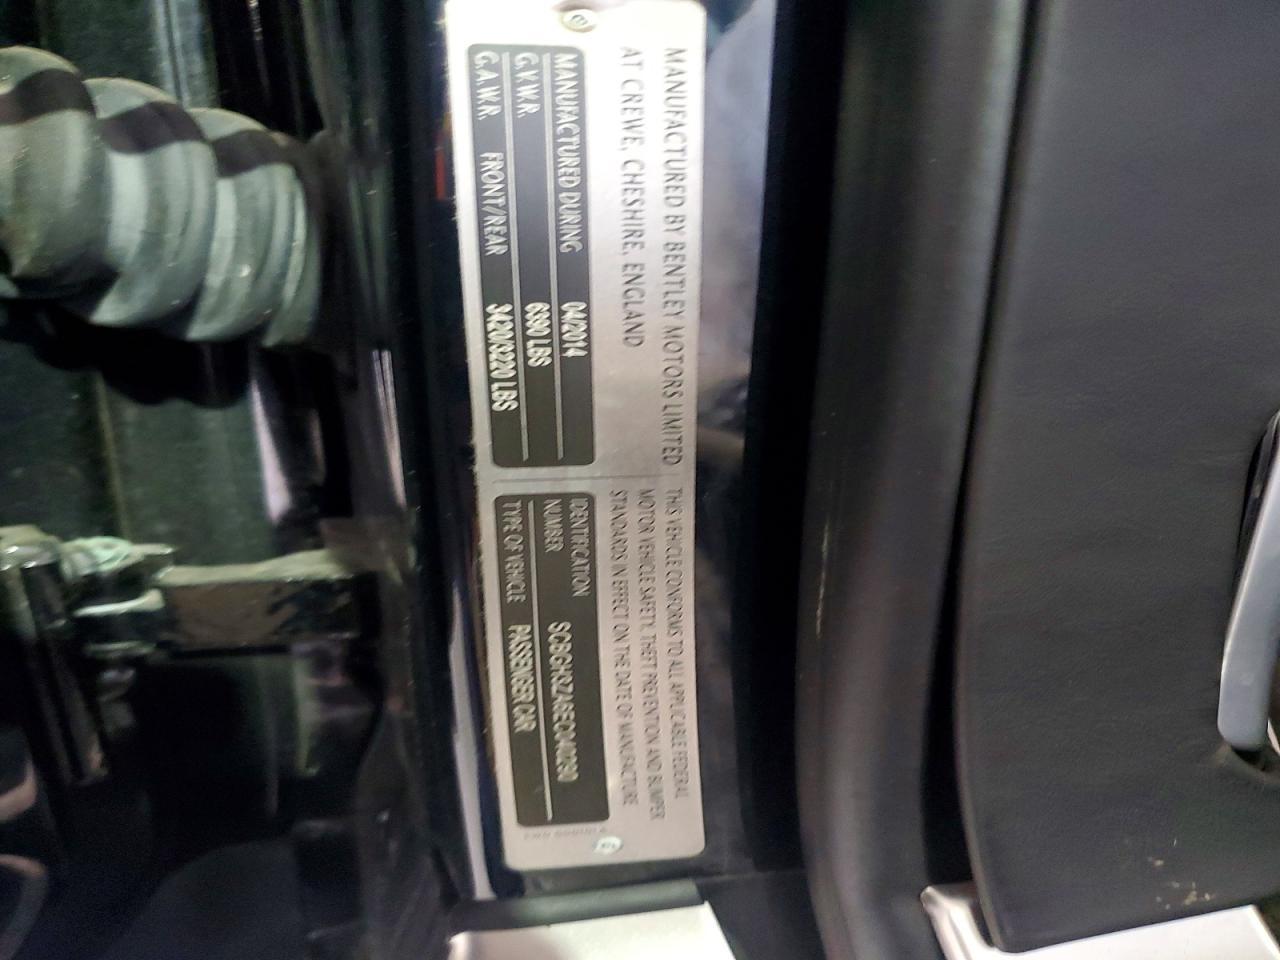 MANUFACTURED BY BENTLEY MOTORS LIMITED
AT CREWE, CHESHIRE, ENGLAND
MANUFACTURED DURING 04/2014
G.V.W.R. 6390 LBS
G.A.W.R. FRONT/REAR 3420/3220 LBS
THIS VEHICLE CONFORMS TO ALL APPLICABLE FEDERAL
MOTOR VEHICLE SAFETY, THEFT PREVENTION AND BUMPER
STANDARDS IN EFFECT ON THE DATE OF MANUFACTURE
IDENTIFICATION
NUMBER
TYPE OF VEHICLE PASSENGER CAR